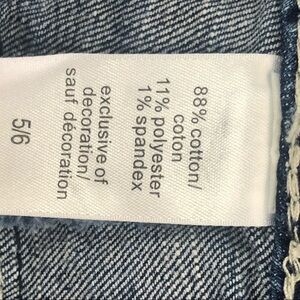 88% cotton/
coton
11% polyester
1% spandex
exclusive of
decoration/
sauf décoration
5/6